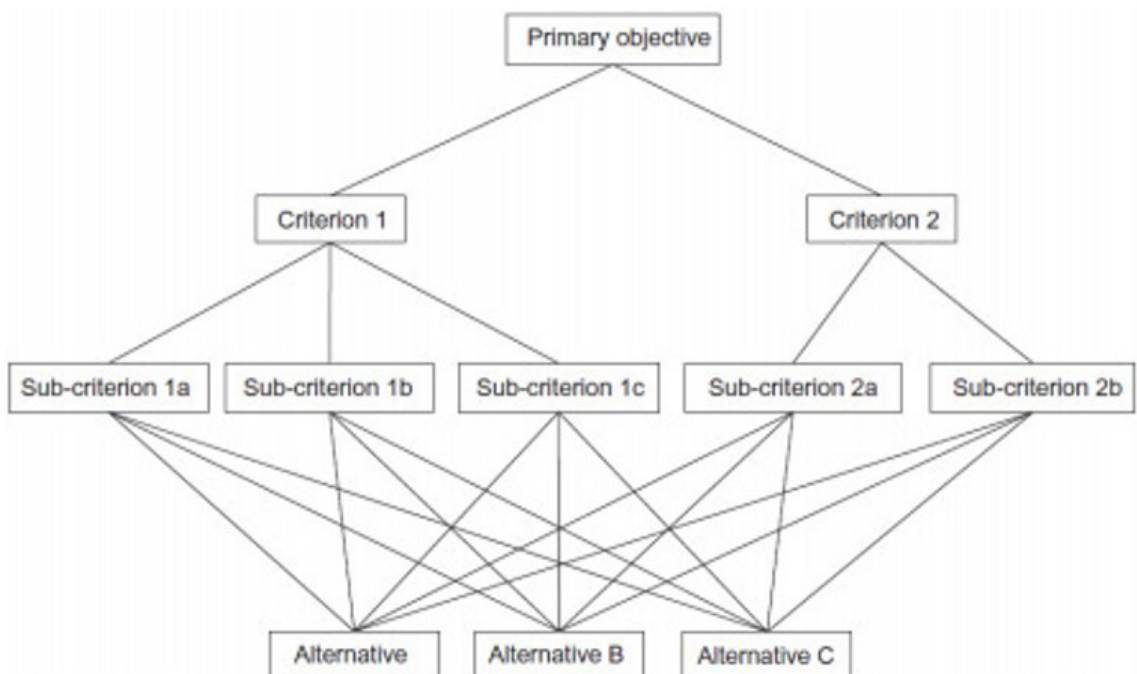 Primary objective
Criterion 1
Criterion 2
Sub-criterion 1a
Sub-criterion 1b
Sub-criterion 1c
Sub-criterion 2a
Sub-criterion 2b
Alternative
Alternative B
Alternative C